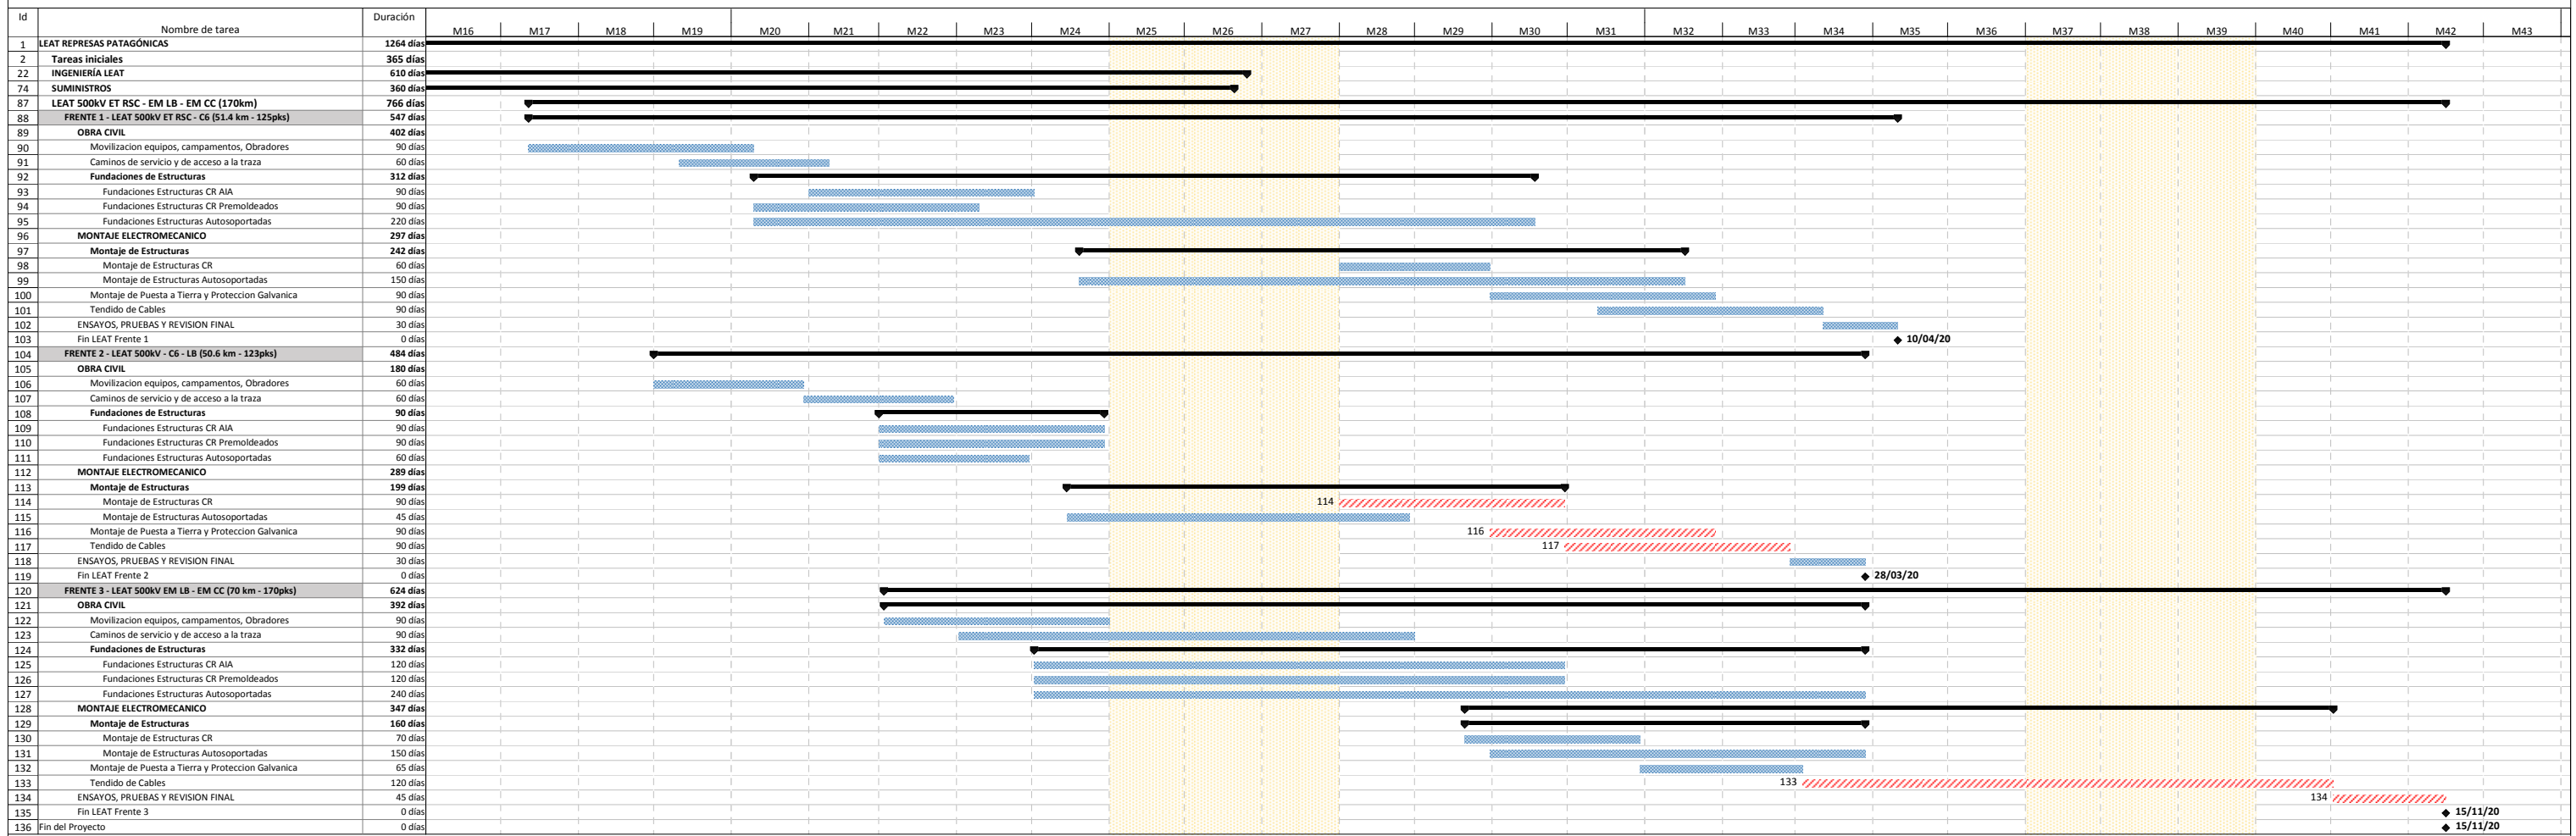 Id Nombre de tarea Duración M16 M17 M18 M19 M20 M21 M22 M23 M24 M25 M26 M27 M28 M29 M30 M31 M32 M33 M34 M35 M36 M37 M38 M39 M40 M41 M42 M43
1 LEAT REPRESAS PATAGÓNICAS 1264 días
2 Tareas iniciales 365 días
22 INGENIERÍA LEAT 610 días
74 SUMINISTROS 360 días
87 LEAT 500kV ET RSC - EM LB - EM CC (170km) 766 días
88 FRENTE 1 - LEAT 500kV ET RSC - C6 (51.4 km - 125pks) 547 días
89 OBRA CIVIL 402 días
90 Movilizacion equipos, campamentos, Obradores 90 días
91 Caminos de servicio y de acceso a la traza 60 días
92 Fundaciones de Estructuras 312 días
93 Fundaciones Estructuras CR AIA 90 días
94 Fundaciones Estructuras CR Premoldeados 90 días
95 Fundaciones Estructuras Autosoportadas 220 días
96 MONTAJE ELECTROMECANICO 297 días
97 Montaje de Estructuras 242 días
98 Montaje de Estructuras CR 60 días
99 Montaje de Estructuras Autosoportadas 150 días
100 Montaje de Puesta a Tierra y Proteccion Galvanica 90 días
101 Tendido de Cables 90 días
102 ENSAYOS, PRUEBAS Y REVISION FINAL 30 días
103 Fin LEAT Frente 1 0 días 10/04/20
104 FRENTE 2 - LEAT 500kV - C6 - LB (50.6 km - 123pks) 484 días
105 OBRA CIVIL 180 días
106 Movilizacion equipos, campamentos, Obradores 60 días
107 Caminos de servicio y de acceso a la traza 60 días
108 Fundaciones de Estructuras 90 días
109 Fundaciones Estructuras CR AIA 90 días
110 Fundaciones Estructuras CR Premoldeados 90 días
111 Fundaciones Estructuras Autosoportadas 60 días
112 MONTAJE ELECTROMECANICO 289 días
113 Montaje de Estructuras 199 días
114 Montaje de Estructuras CR 90 días 114
115 Montaje de Estructuras Autosoportadas 45 días
116 Montaje de Puesta a Tierra y Proteccion Galvanica 90 días 116
117 Tendido de Cables 90 días 117
118 ENSAYOS, PRUEBAS Y REVISION FINAL 30 días
119 Fin LEAT Frente 2 0 días 28/03/20
120 FRENTE 3 - LEAT 500kV EM LB - EM CC (70 km - 170pks) 624 días
121 OBRA CIVIL 392 días
122 Movilizacion equipos, campamentos, Obradores 90 días
123 Caminos de servicio y de acceso a la traza 90 días
124 Fundaciones de Estructuras 332 días
125 Fundaciones Estructuras CR AIA 120 días
126 Fundaciones Estructuras CR Premoldeados 120 días
127 Fundaciones Estructuras Autosoportadas 240 días
128 MONTAJE ELECTROMECANICO 347 días
129 Montaje de Estructuras 160 días
130 Montaje de Estructuras CR 70 días
131 Montaje de Estructuras Autosoportadas 150 días
132 Montaje de Puesta a Tierra y Proteccion Galvanica 65 días
133 Tendido de Cables 120 días 133
134 ENSAYOS, PRUEBAS Y REVISION FINAL 45 días 134
135 Fin LEAT Frente 3 0 días 15/11/20
136 Fin del Proyecto 0 días 15/11/20